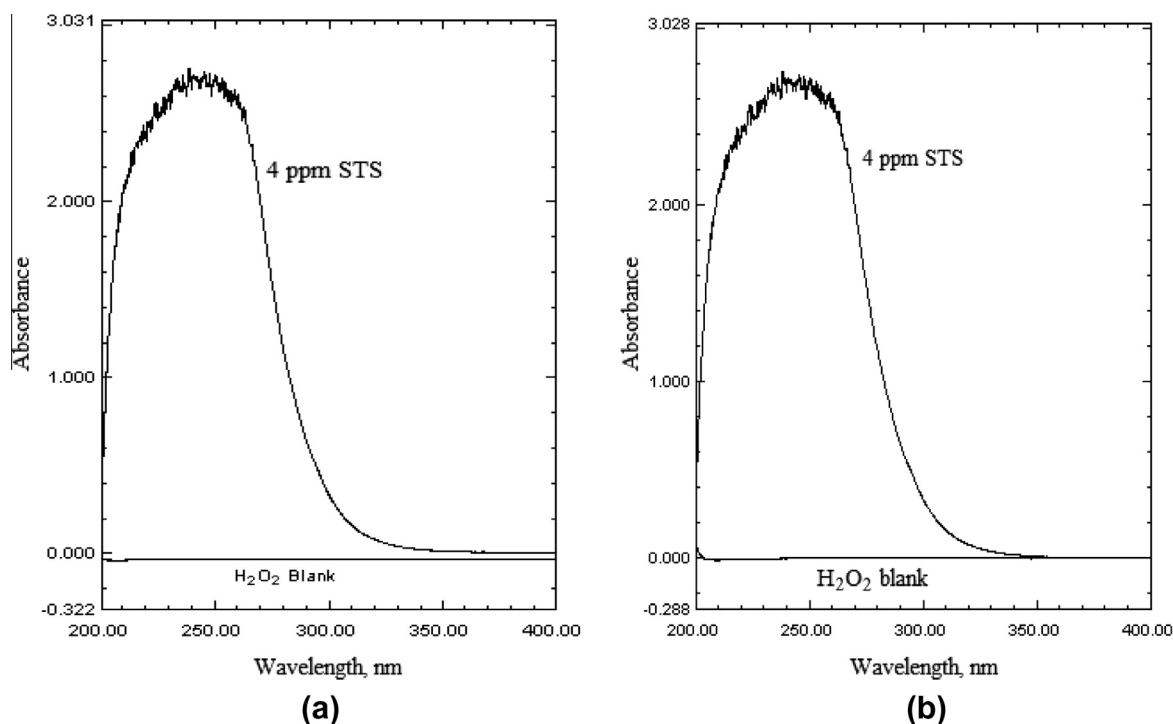 3.031
2.000
1.000
0.000
-0.322
Absorbance
4 ppm STS
H₂O₂ Blank
200.00 250.00 300.00 350.00 400.00
Wavelength, nm
(a)
3.028
2.000
1.000
0.000
-0.288
Absorbance
4 ppm STS
H₂O₂ blank
200.00 250.00 300.00 350.00 400.00
Wavelength, nm
(b)